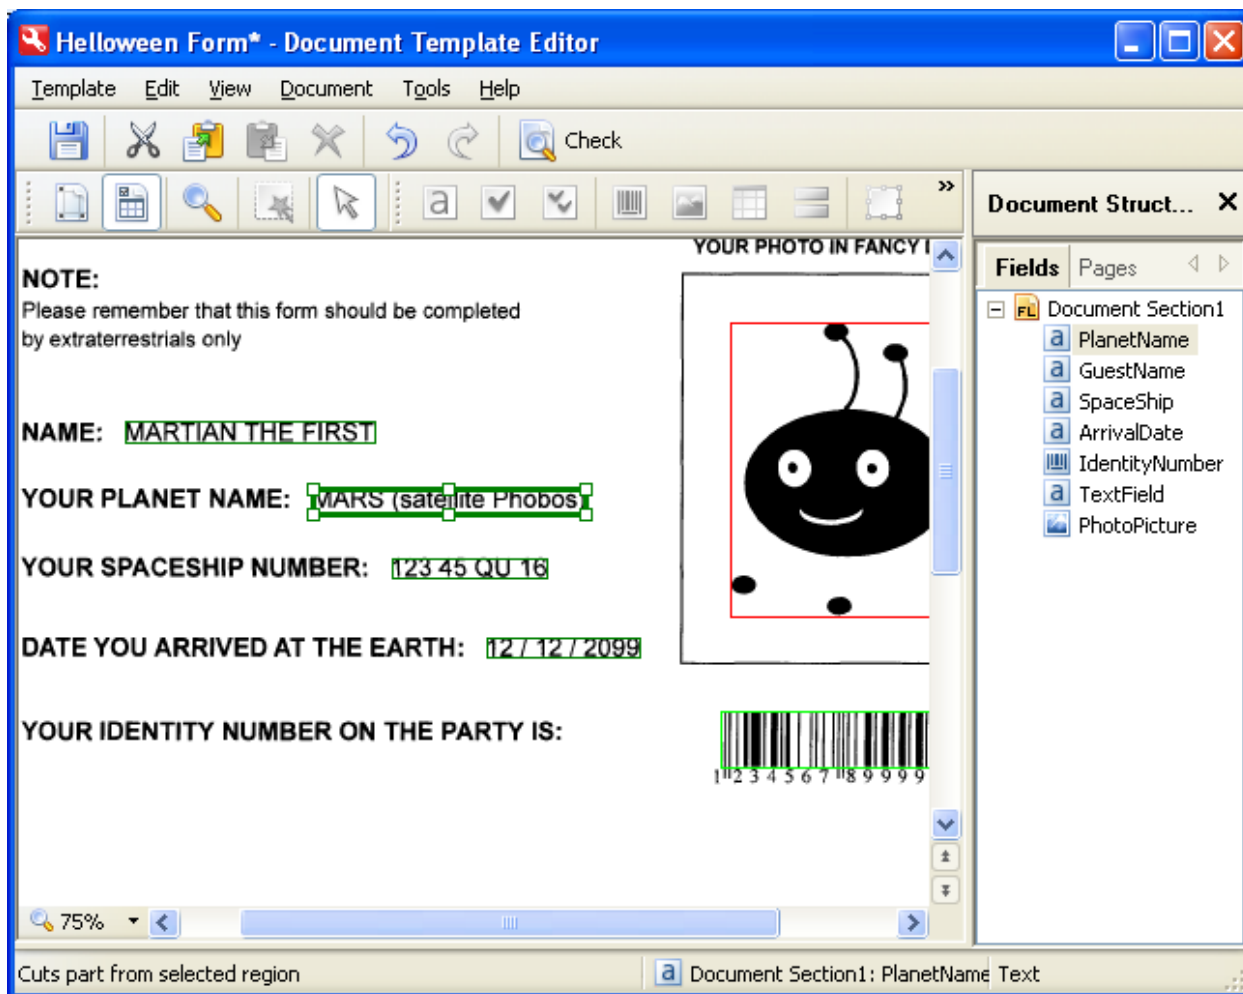 Helloween Form* - Document Template Editor
Template Edit View Document Tools Help
Check
Document Struct...
Fields Pages
Document Section1
PlanetName
GuestName
SpaceShip
ArrivalDate
IdentityNumber
TextField
PhotoPicture
YOUR PHOTO IN FANCY
NOTE:
Please remember that this form should be completed
by extraterrestrials only
NAME: MARTIAN THE FIRST
YOUR PLANET NAME: MARS (satellite Phobos)
YOUR SPACESHIP NUMBER: 123 45 QU 16
DATE YOU ARRIVED AT THE EARTH: 12 / 12 / 2099
YOUR IDENTITY NUMBER ON THE PARTY IS:
1 2 3 4 5 6 7 8 9 9 9 9
75%
Cuts part from selected region
Document Section1: PlanetName Text